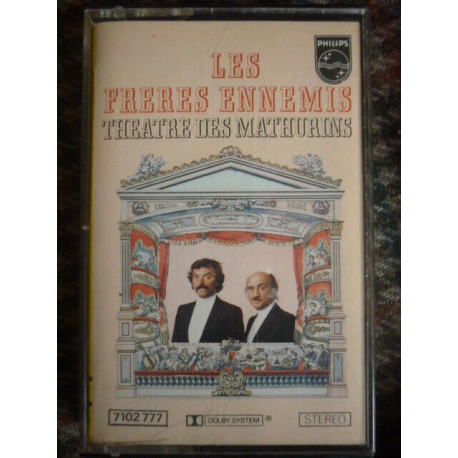 PHILIPS
LES
FRERES ENNEMIS
THEATRE DES MATHURINS
7102 777
DOLBY SYSTEM ®
STEREO